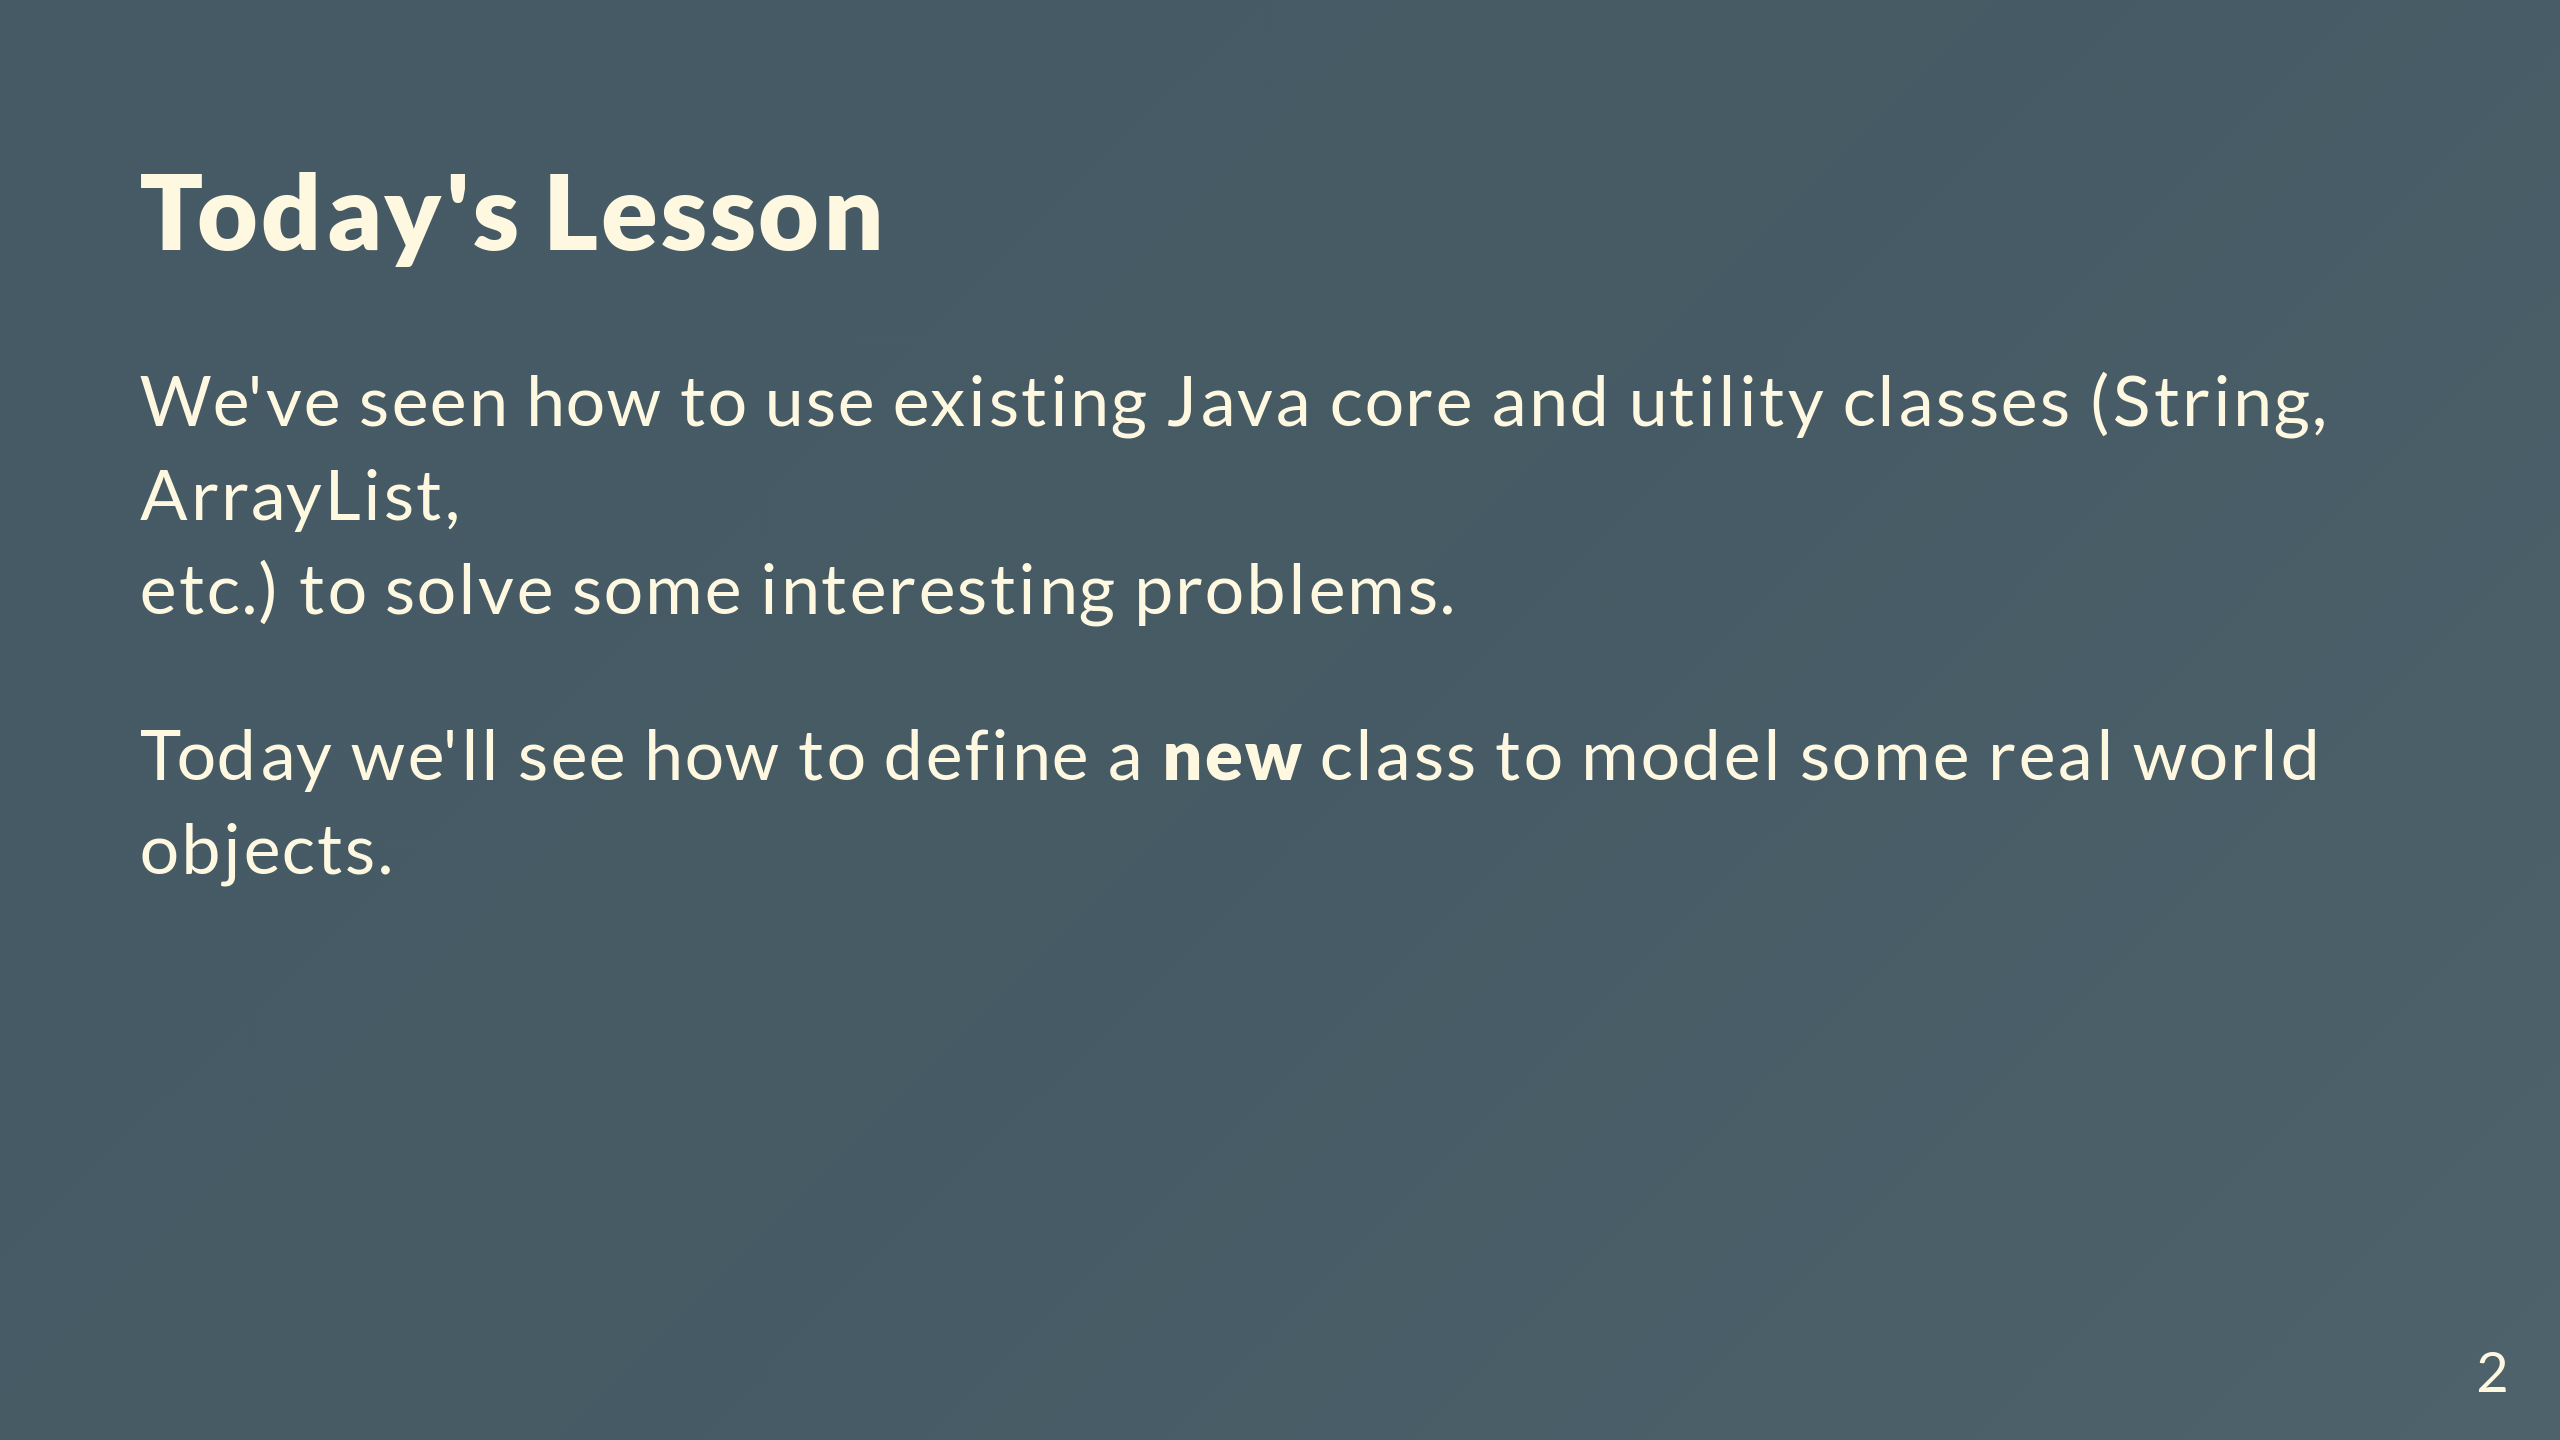 Today's Lesson
We've seen how to use existing Java core and utility classes (String,
ArrayList,
etc.) to solve some interesting problems.
Today we'll see how to define a new class to model some real world
objects.
2